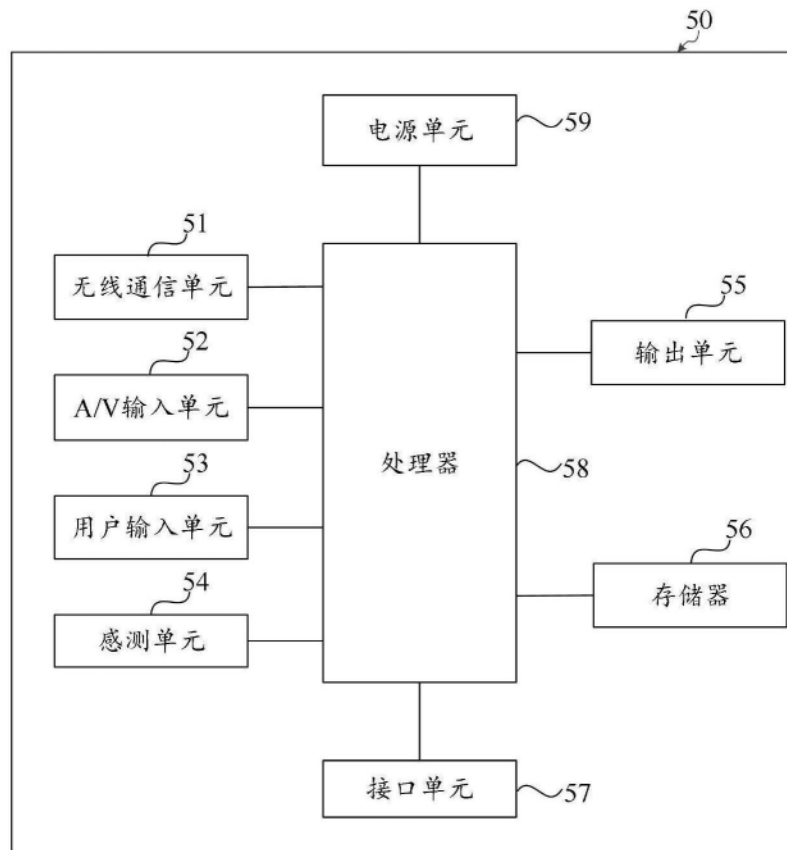 50
电源单元
59
51
无线通信单元
52
A/V输入单元
53
用户输入单元
54
感测单元
处理器
58
55
输出单元
56
存储器
接口单元
57